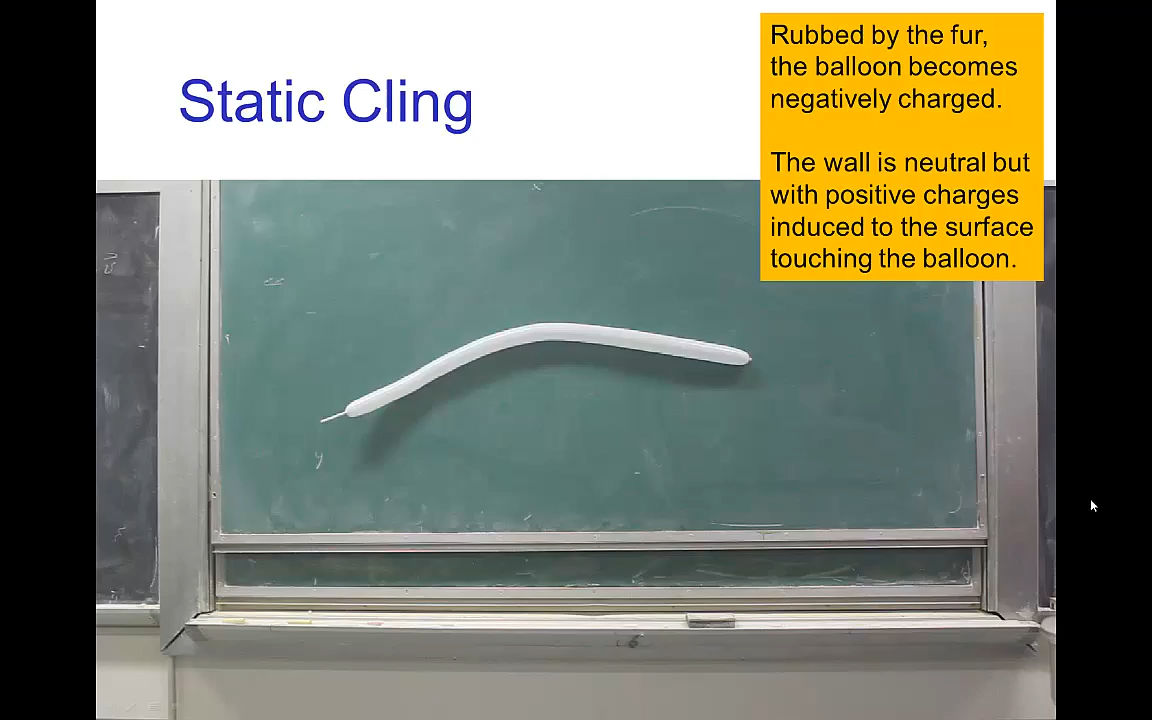 Static Cling
Rubbed by the fur,
the balloon becomes
negatively charged.
The wall is neutral but
with positive charges
induced to the surface
touching the balloon.